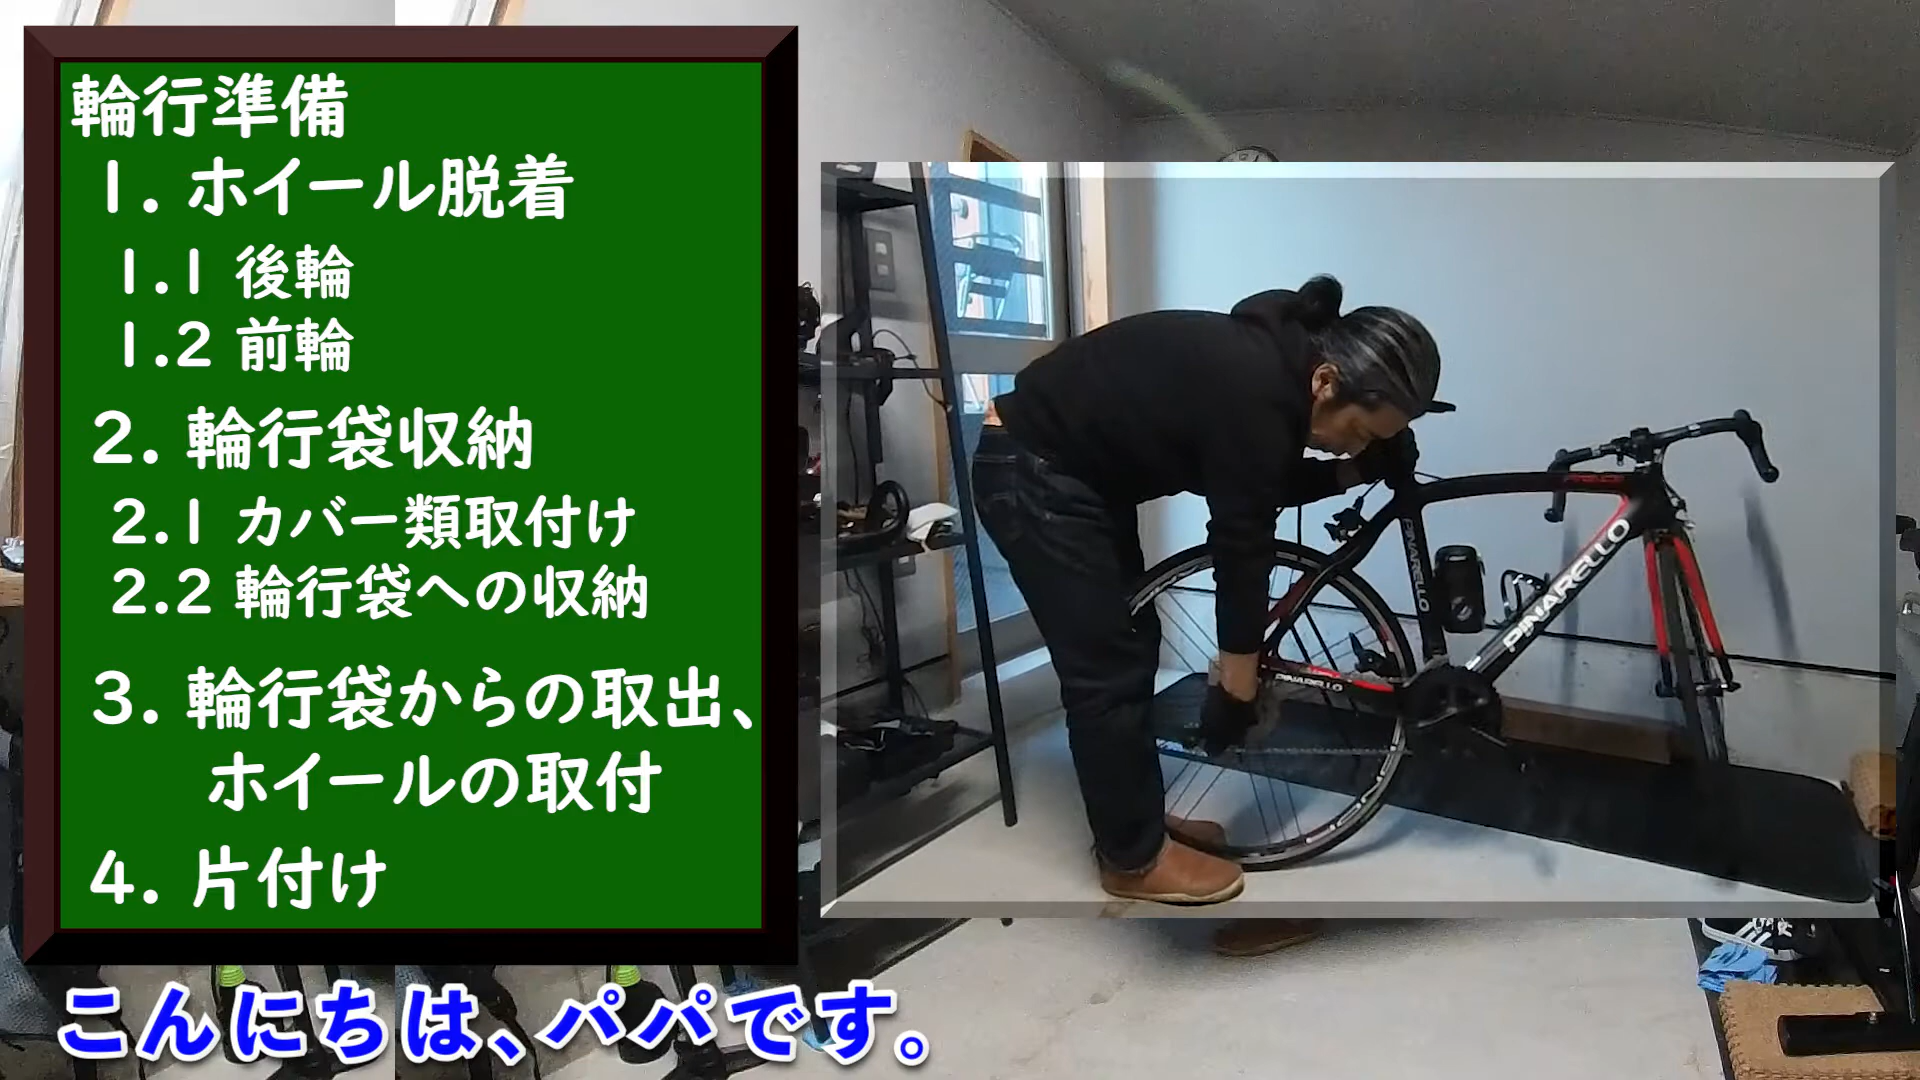 輪行準備
1. ホイール脱着
1.1 後輪
1.2 前輪
2. 輪行袋収納
2.1 カバー類取付け
2.2 輪行袋への収納
3. 輪行袋からの取出、
ホイールの取付
4. 片付け
PINARELLO
PINARELLO
PINARELLO
こんにちは、パパです。